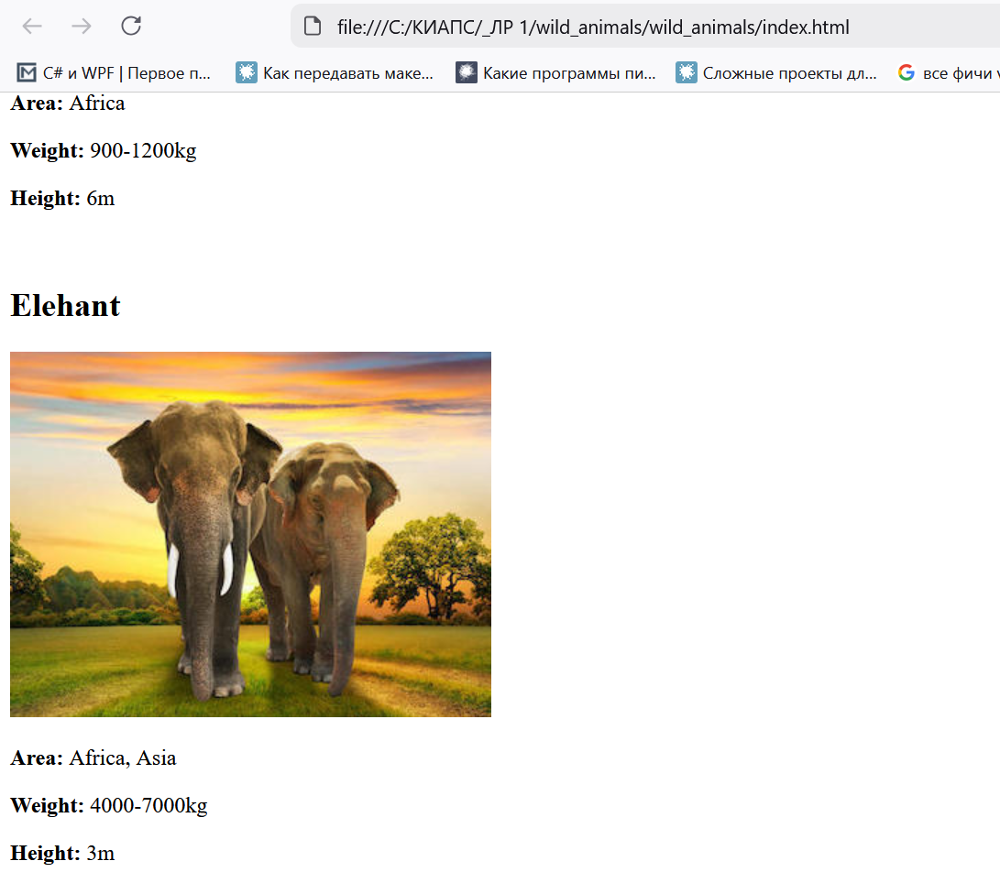 file:///C:/КИАПС/_ЛР 1/wild_animals/wild_animals/index.html
C# и WPF | Первое п... Как передавать маке... Какие программы пи... Сложные проекты дл... все фичи
Area: Africa
Weight: 900-1200kg
Height: 6m
Elehant
Area: Africa, Asia
Weight: 4000-7000kg
Height: 3m